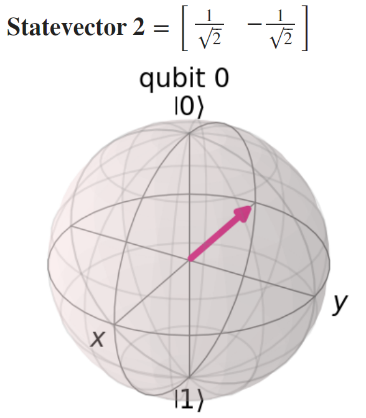 Statevector 2 = [ 1/√2 −1/√2 ]
qubit 0
|0⟩
y
x
|1⟩